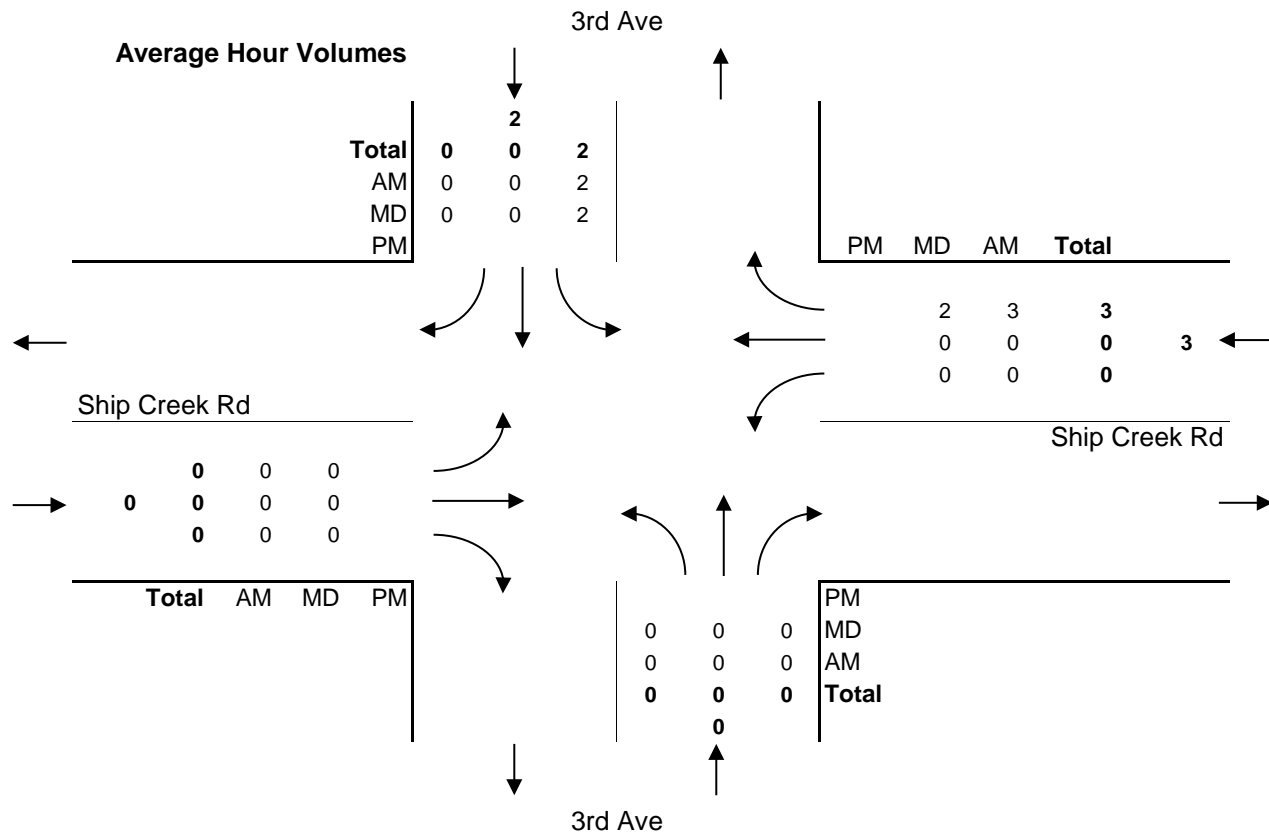 3rd Ave
Average Hour Volumes
2
Total 0 0 2
AM 0 0 2
MD 0 0 2
PM
PM MD AM Total
2 3 3
0 0 0 3
0 0 0
Ship Creek Rd
Ship Creek Rd
0 0 0
0 0 0 0
0 0 0
Total AM MD PM
PM
0 0 0 MD
0 0 0 AM
0 0 0 Total
0
3rd Ave